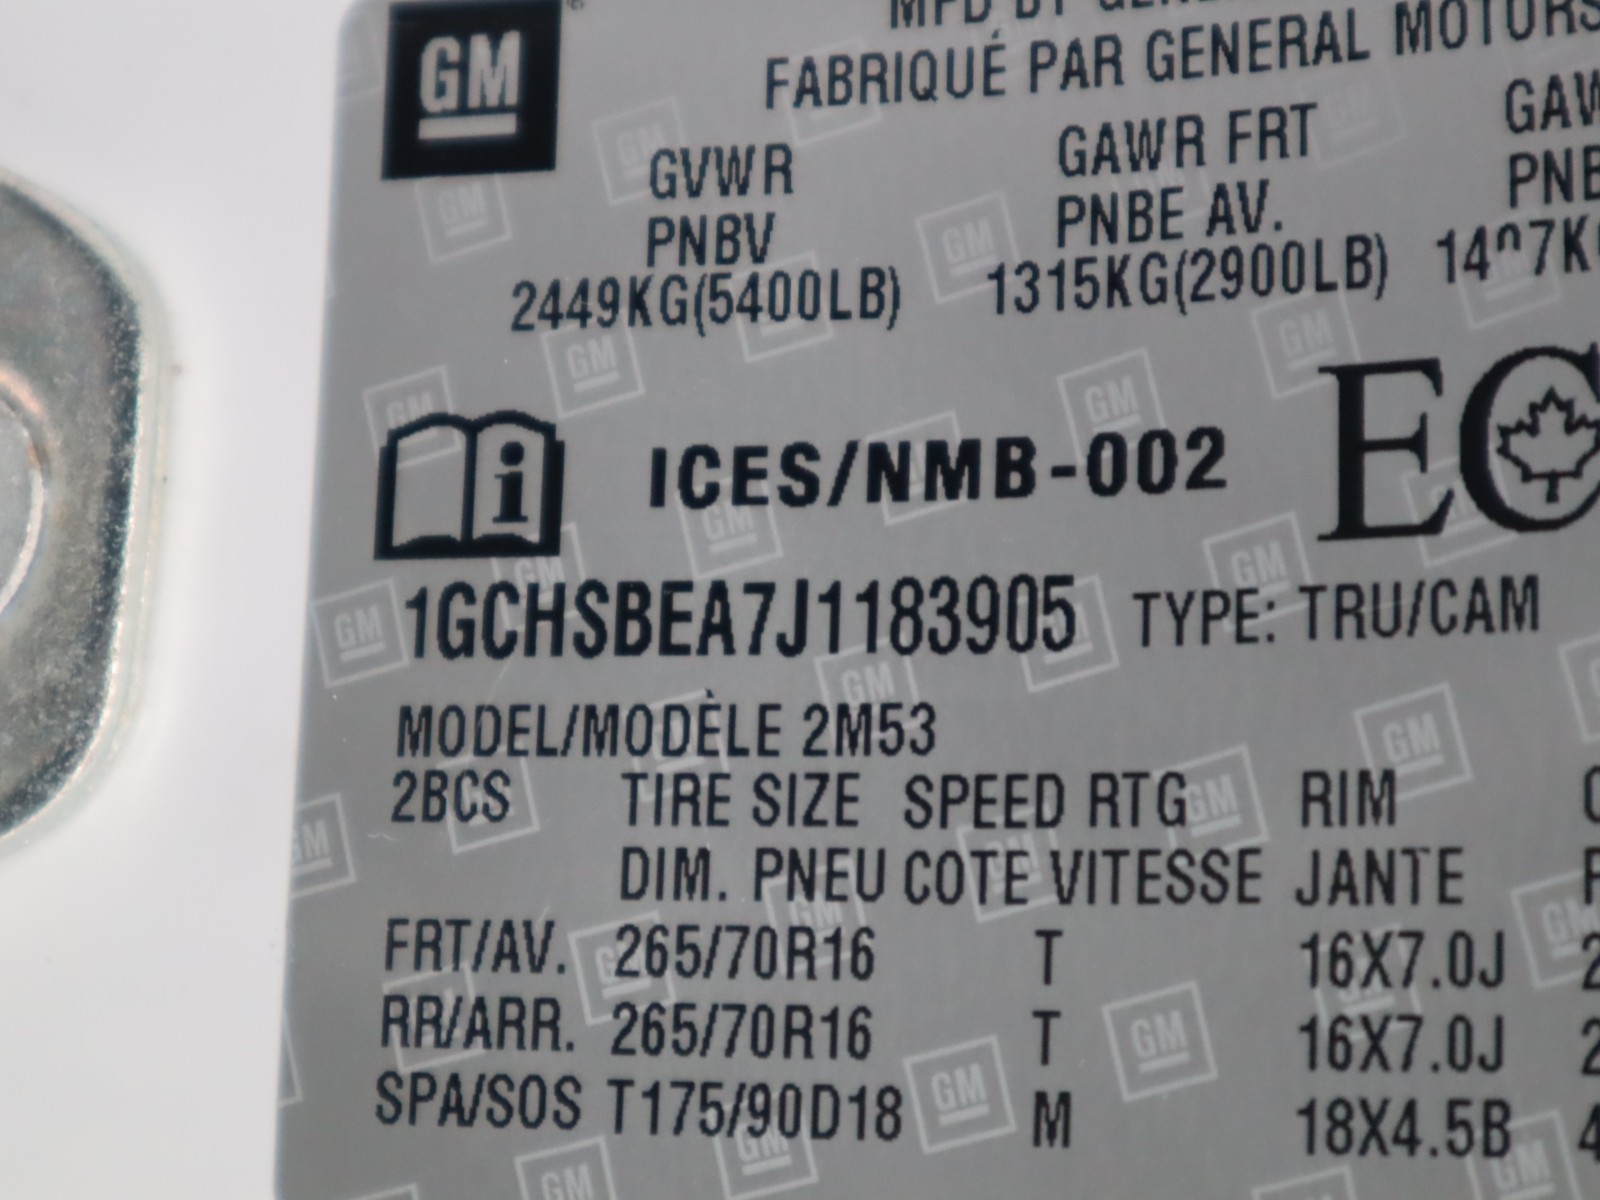 GM
FABRIQUÉ PAR GENERAL MOTORS
GVWR GAWR FRT
PNBV PNBE AV.
2449KG(5400LB) 1315KG(2900LB)
ICES/NMB-002
1GCHSBEA7J1183905 TYPE: TRU/CAM
MODEL/MODÈLE 2M53
2BCS TIRE SIZE SPEED RTG RIM
DIM. PNEU COTE VITESSE JANTE
FRT/AV. 265/70R16 T 16X7.0J
RR/ARR. 265/70R16 T 16X7.0J
SPA/SOS T175/90D18 M 18X4.5B